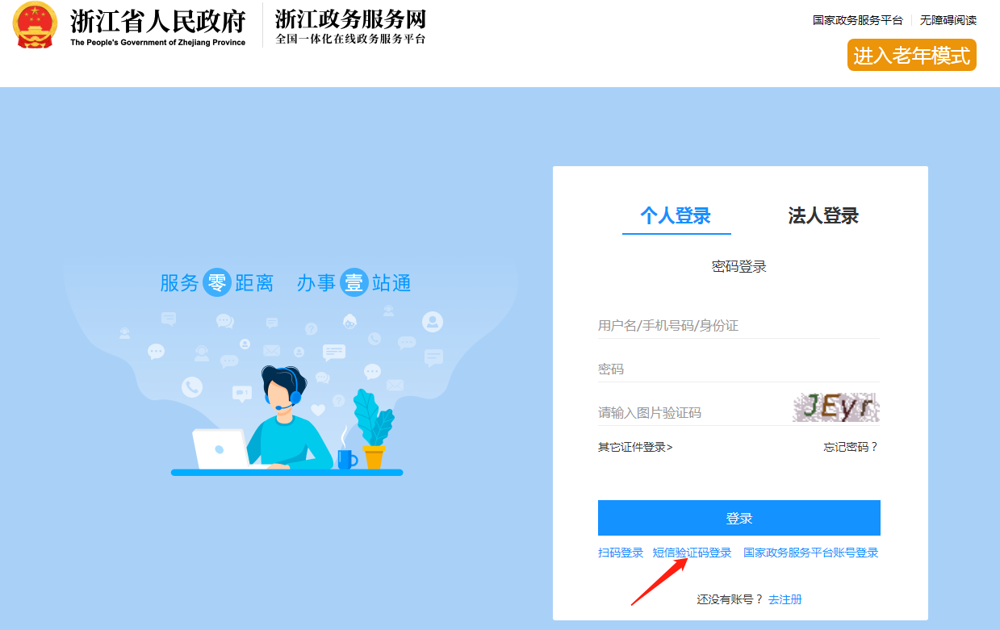 浙江省人民政府
The People's Government of Zhejiang Province
浙江政务服务网
全国一体化在线政务服务平台
国家政务服务平台 无障碍阅读
进入老年模式
服务零距离 办事壹站通
个人登录 法人登录
密码登录
用户名/手机号码/身份证
密码
请输入图片验证码 JEyr
其它证件登录> 忘记密码？
登录
扫码登录 短信验证码登录 国家政务服务平台账号登录
还没有账号？ 去注册